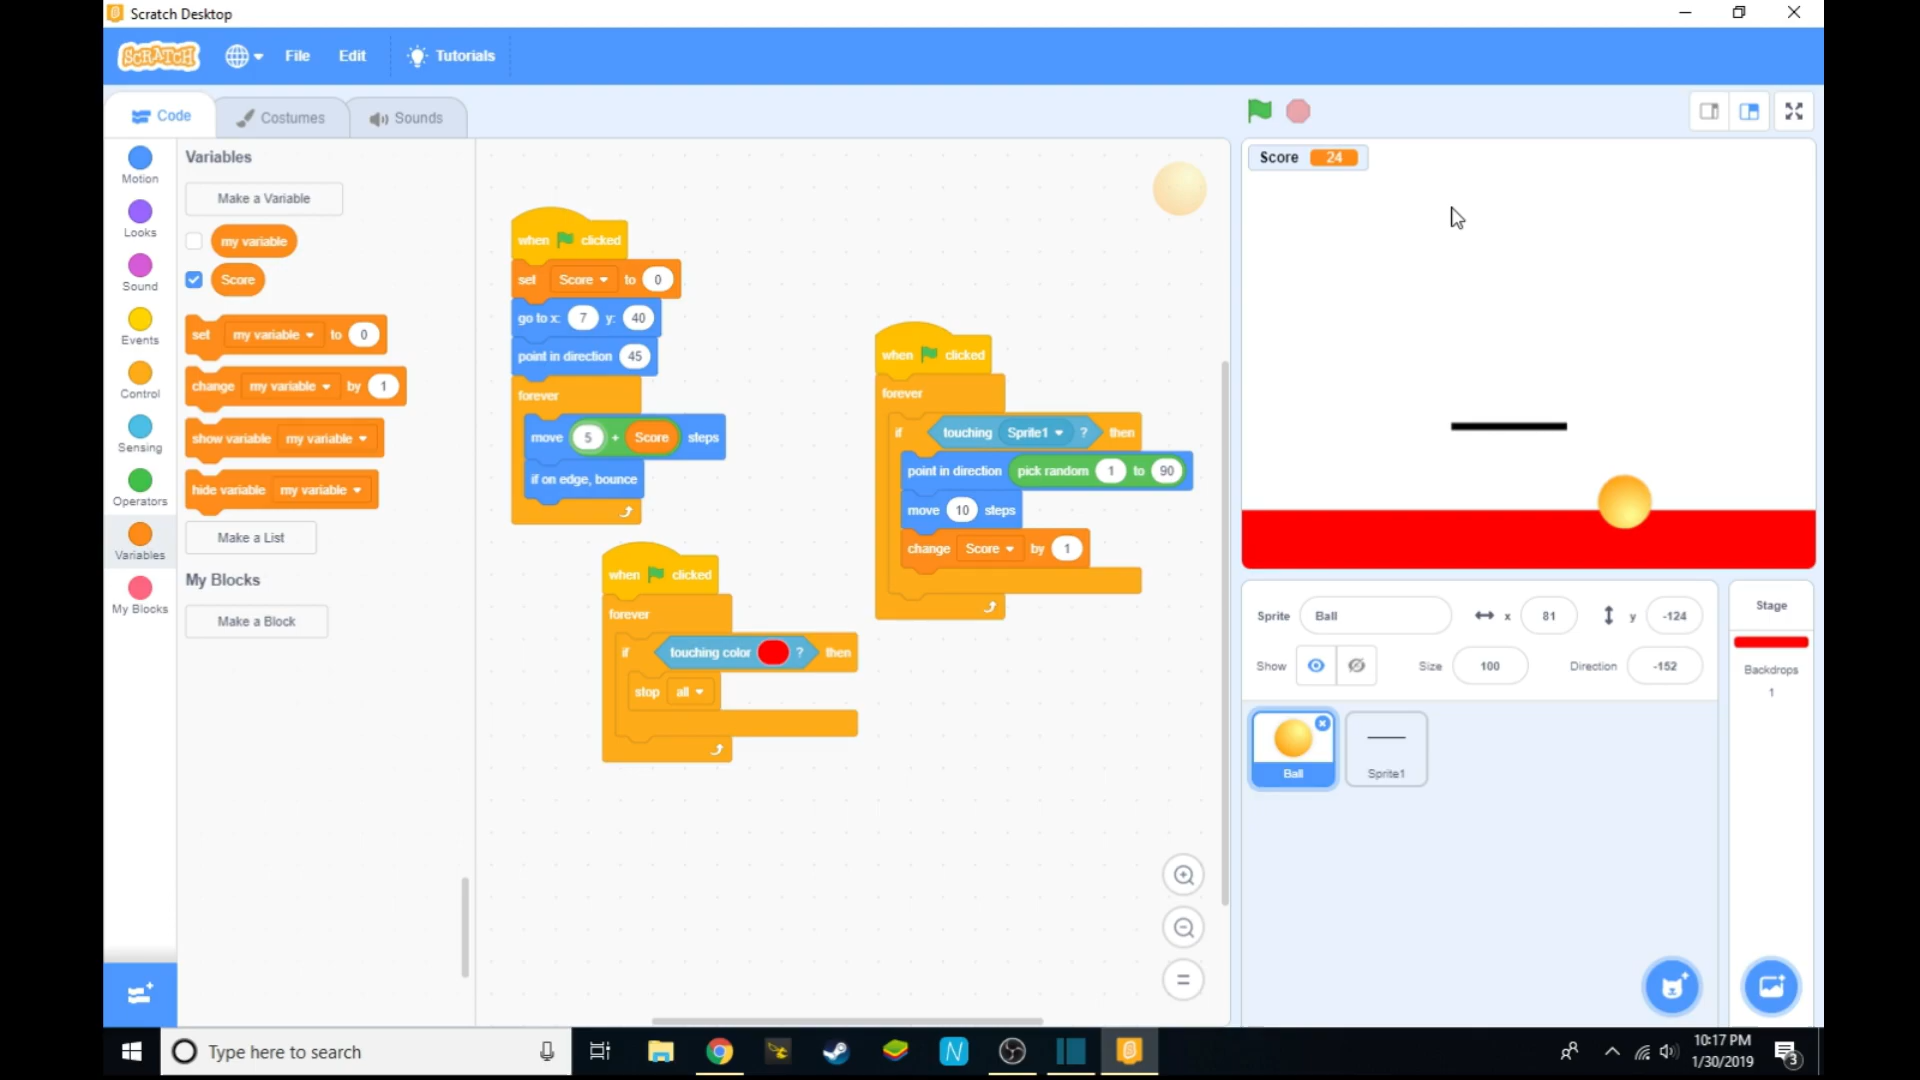 Scratch Desktop
SCRATCH
File
Edit
Tutorials
Code
Costumes
Sounds
Motion
Looks
Sound
Events
Control
Sensing
Operators
Variables
My Blocks
Variables
Make a Variable
my variable
Score
set my variable to 0
change my variable by 1
show variable my variable
hide variable my variable
Make a List
My Blocks
Make a Block
when clicked
set Score to 0
go to x: 7 y: 40
point in direction 45
forever
move 5 + Score steps
if on edge, bounce
when clicked
forever
if touching color ? then
stop all
when clicked
forever
if touching Sprite1 ? then
point in direction pick random 1 to 90
move 10 steps
change Score by 1
Score 24
Sprite Ball x 81 y -124
Show Size 100 Direction -152
Ball
Sprite1
Stage
Backdrops
1
Type here to search
N
10:17 PM
1/30/2019
3